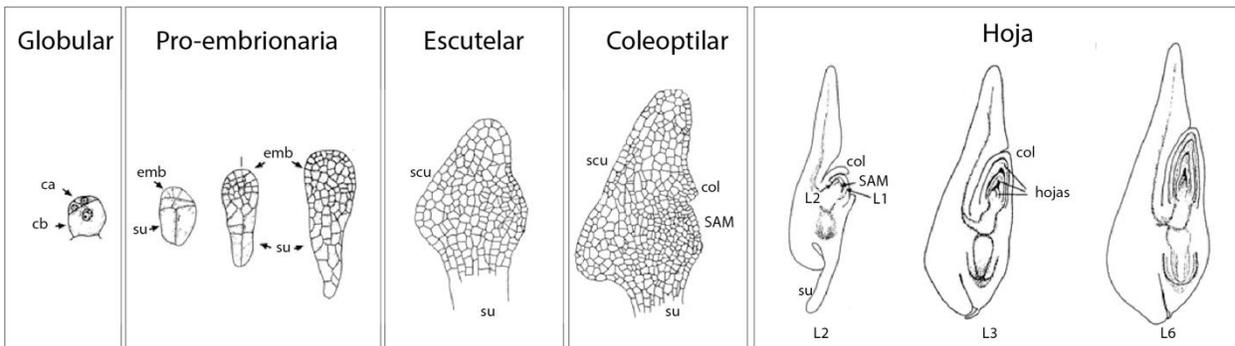 Globular
ca
cb
Pro-embrionaria
emb
su
emb
su
Escutelar
scu
su
Coleoptilar
scu
col
SAM
su
Hoja
col
SAM
L2
L1
su
L2
col
hojas
L3
L6